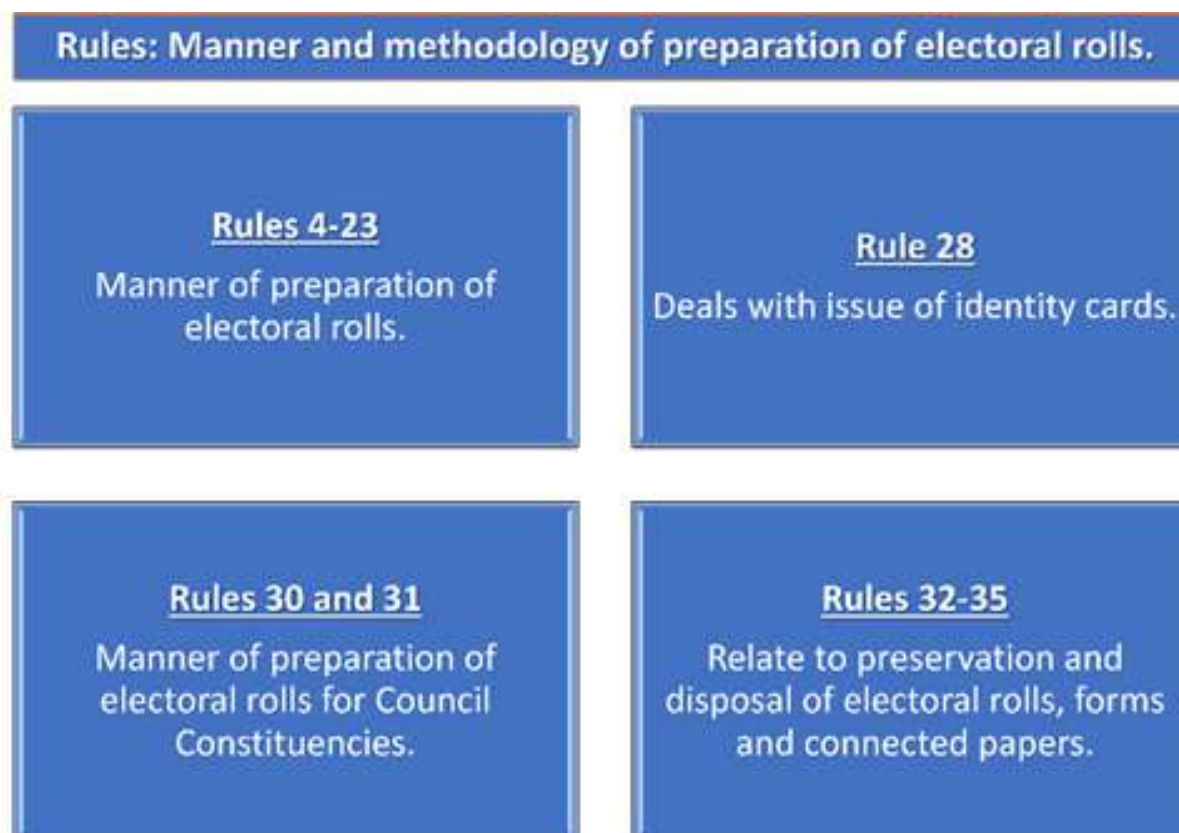 Rules: Manner and methodology of preparation of electoral rolls.
Rules 4-23
Manner of preparation of
electoral rolls.
Rule 28
Deals with issue of identity cards.
Rules 30 and 31
Manner of preparation of
electoral rolls for Council
Constituencies.
Rules 32-35
Relate to preservation and
disposal of electoral rolls, forms
and connected papers.